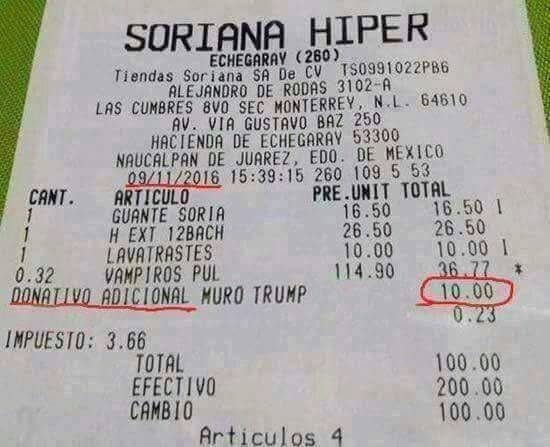 SORIANA HIPER
ECHEGARAY (260)
Tiendas Soriana SA De CV TS0991022PB6
ALEJANDRO DE RODAS 3102-A
LAS CUMBRES 8VO SEC MONTERREY, N.L. 64610
AV. VIA GUSTAVO BAZ 250
HACIENDA DE ECHEGARAY 53300
NAUCALPAN DE JUAREZ, EDO. DE MEXICO
09/11/2016 15:39:15 260 109 5 53
CANT. ARTICULO PRE.UNIT TOTAL
1 GUANTE SORIA 16.50 16.50 I
1 H EXT 12BACH 26.50 26.50
1 LAVATRASTES 10.00 10.00 I
0.32 VAMPIROS PUL 114.90 36.77 *
DONATIVO ADICIONAL MURO TRUMP 10.00
0.23
IMPUESTO: 3.66
TOTAL 100.00
EFECTIVO 200.00
CAMBIO 100.00
Articulos 4